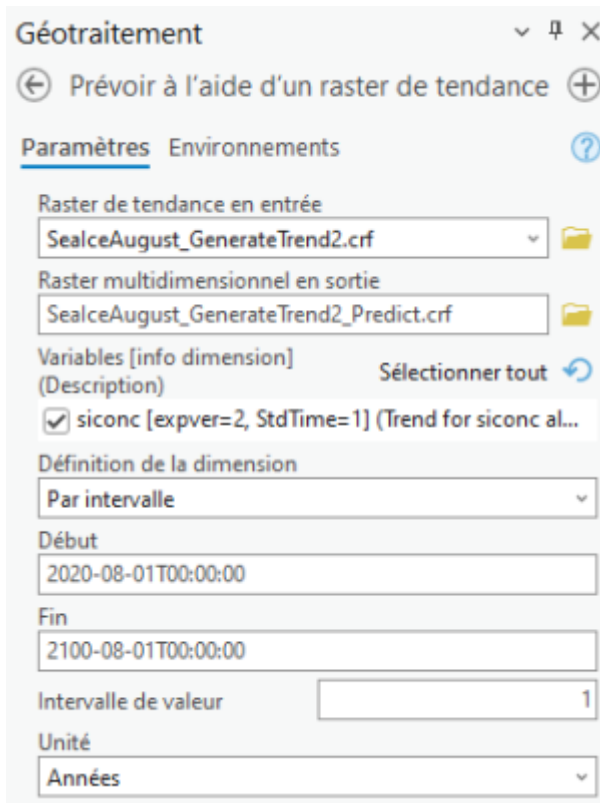 Géotraitement
Prévoir à l'aide d'un raster de tendance
Paramètres Environnements
Raster de tendance en entrée
SeaIceAugust_GenerateTrend2.crf
Raster multidimensionnel en sortie
SeaIceAugust_GenerateTrend2_Predict.crf
Variables [info dimension]
(Description)
Sélectionner tout
siconc [expver=2, StdTime=1] (Trend for siconc al...
Définition de la dimension
Par intervalle
Début
2020-08-01T00:00:00
Fin
2100-08-01T00:00:00
Intervalle de valeur 1
Unité
Années